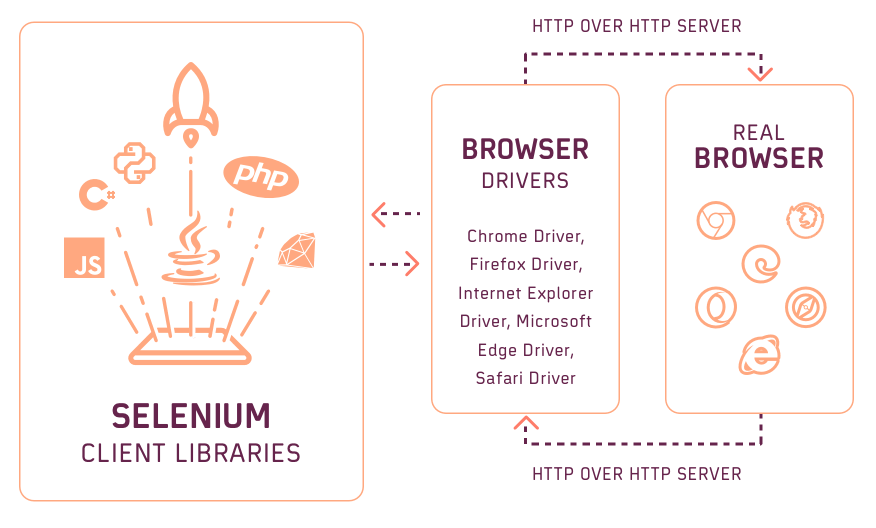 HTTP OVER HTTP SERVER
REAL
BROWSER
BROWSER
DRIVERS
php
C#
JS
Chrome Driver,
Firefox Driver,
Internet Explorer
Driver, Microsoft
Edge Driver,
Safari Driver
SELENIUM
CLIENT LIBRARIES
HTTP OVER HTTP SERVER